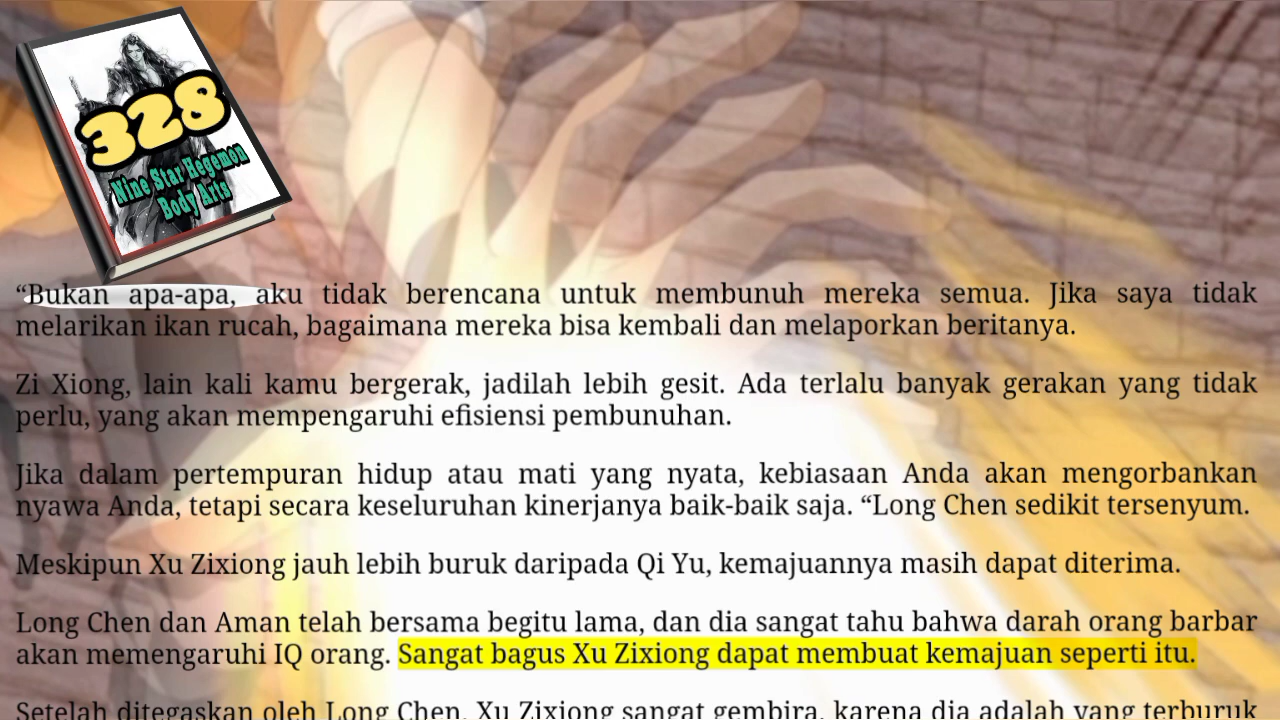 328
Nine Star Hegemon
Body Arts
“Bukan apa-apa, aku tidak berencana untuk membunuh mereka semua. Jika saya tidak
melarikan ikan rucah, bagaimana mereka bisa kembali dan melaporkan beritanya.
Zi Xiong, lain kali kamu bergerak, jadilah lebih gesit. Ada terlalu banyak gerakan yang tidak
perlu, yang akan mempengaruhi efisiensi pembunuhan.
Jika dalam pertempuran hidup atau mati yang nyata, kebiasaan Anda akan mengorbankan
nyawa Anda, tetapi secara keseluruhan kinerjanya baik-baik saja. “Long Chen sedikit tersenyum.
Meskipun Xu Zixiong jauh lebih buruk daripada Qi Yu, kemajuannya masih dapat diterima.
Long Chen dan Aman telah bersama begitu lama, dan dia sangat tahu bahwa darah orang barbar
akan memengaruhi IQ orang. Sangat bagus Xu Zixiong dapat membuat kemajuan seperti itu.
Setelah ditegaskan oleh Long Chen, Xu Zixiong sangat gembira, karena dia adalah yang terburuk